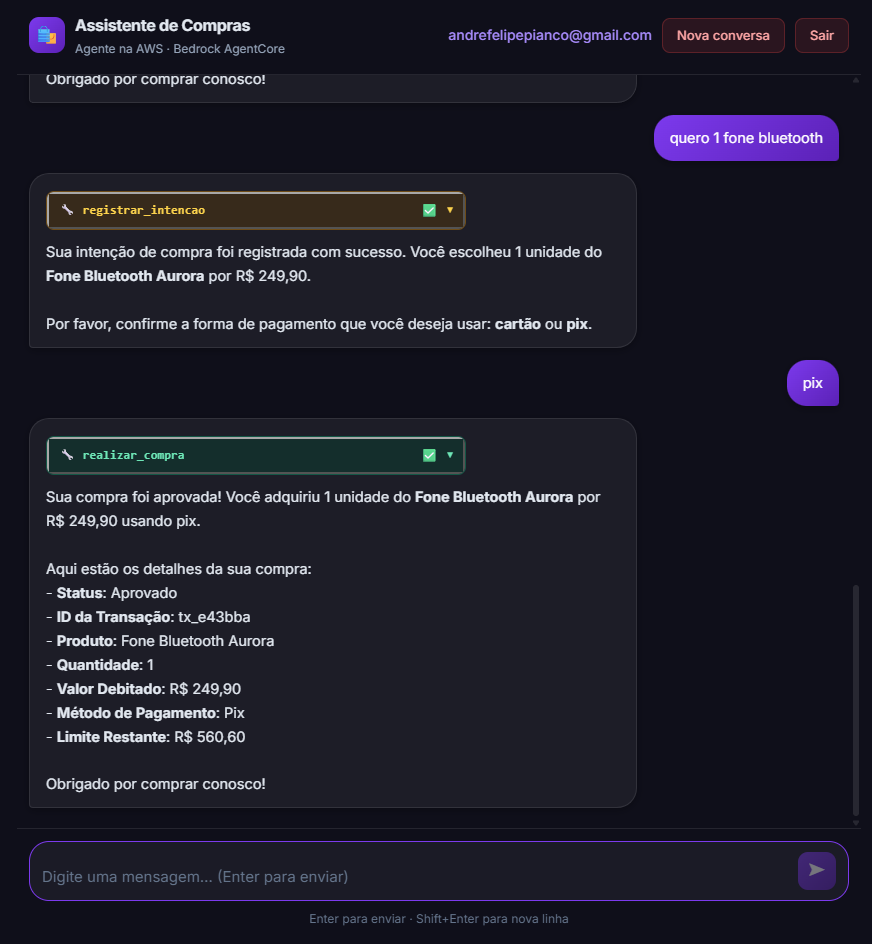 Assistente de Compras
Agente na AWS · Bedrock AgentCore
andrefelipepianco@gmail.com
Nova conversa
Sair
Obrigado por comprar conosco!
quero 1 fone bluetooth
registrar_intencao
Sua intenção de compra foi registrada com sucesso. Você escolheu 1 unidade do
Fone Bluetooth Aurora por R$ 249,90.
Por favor, confirme a forma de pagamento que você deseja usar: cartão ou pix.
pix
realizar_compra
Sua compra foi aprovada! Você adquiriu 1 unidade do Fone Bluetooth Aurora por
R$ 249,90 usando pix.
Aqui estão os detalhes da sua compra:
- Status: Aprovado
- ID da Transação: tx_e43bba
- Produto: Fone Bluetooth Aurora
- Quantidade: 1
- Valor Debitado: R$ 249,90
- Método de Pagamento: Pix
- Limite Restante: R$ 560,60
Obrigado por comprar conosco!
Digite uma mensagem... (Enter para enviar)
Enter para enviar · Shift+Enter para nova linha